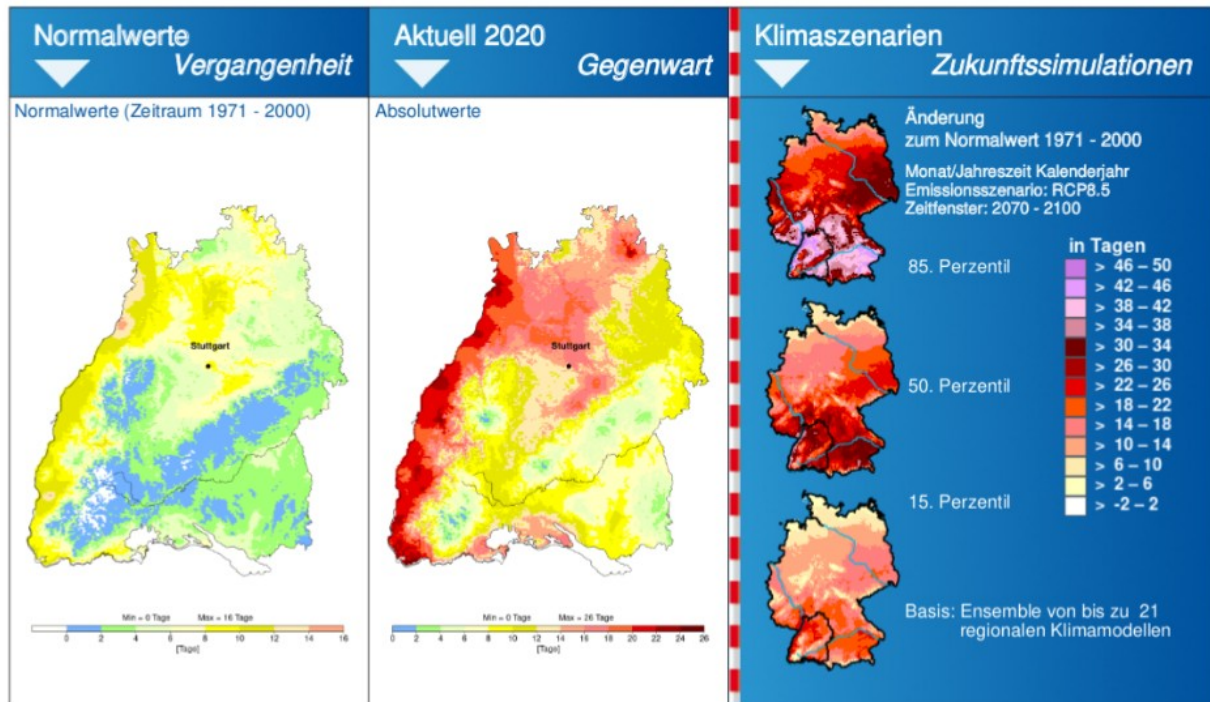 Normalwerte
Vergangenheit
Normalwerte (Zeitraum 1971 - 2000)
Stuttgart
Min = 0 Tage Max = 16 Tage
0 2 4 6 8 10 12 14 16
[Tage]
Aktuell 2020
Gegenwart
Absolutwerte
Stuttgart
Min = 0 Tage Max = 26 Tage
0 2 4 6 8 10 12 14 16 18 20 22 24 26
[Tage]
Klimaszenarien
Zukunftssimulationen
Änderung
zum Normalwert 1971 - 2000
Monat/Jahreszeit Kalenderjahr
Emissionsszenario: RCP8.5
Zeitfenster: 2070 - 2100
85. Perzentil
50. Perzentil
15. Perzentil
in Tagen
> 46 – 50
> 42 – 46
> 38 – 42
> 34 – 38
> 30 – 34
> 26 – 30
> 22 – 26
> 18 – 22
> 14 – 18
> 10 – 14
> 6 – 10
> 2 – 6
> -2 – 2
Basis: Ensemble von bis zu 21
regionalen Klimamodellen